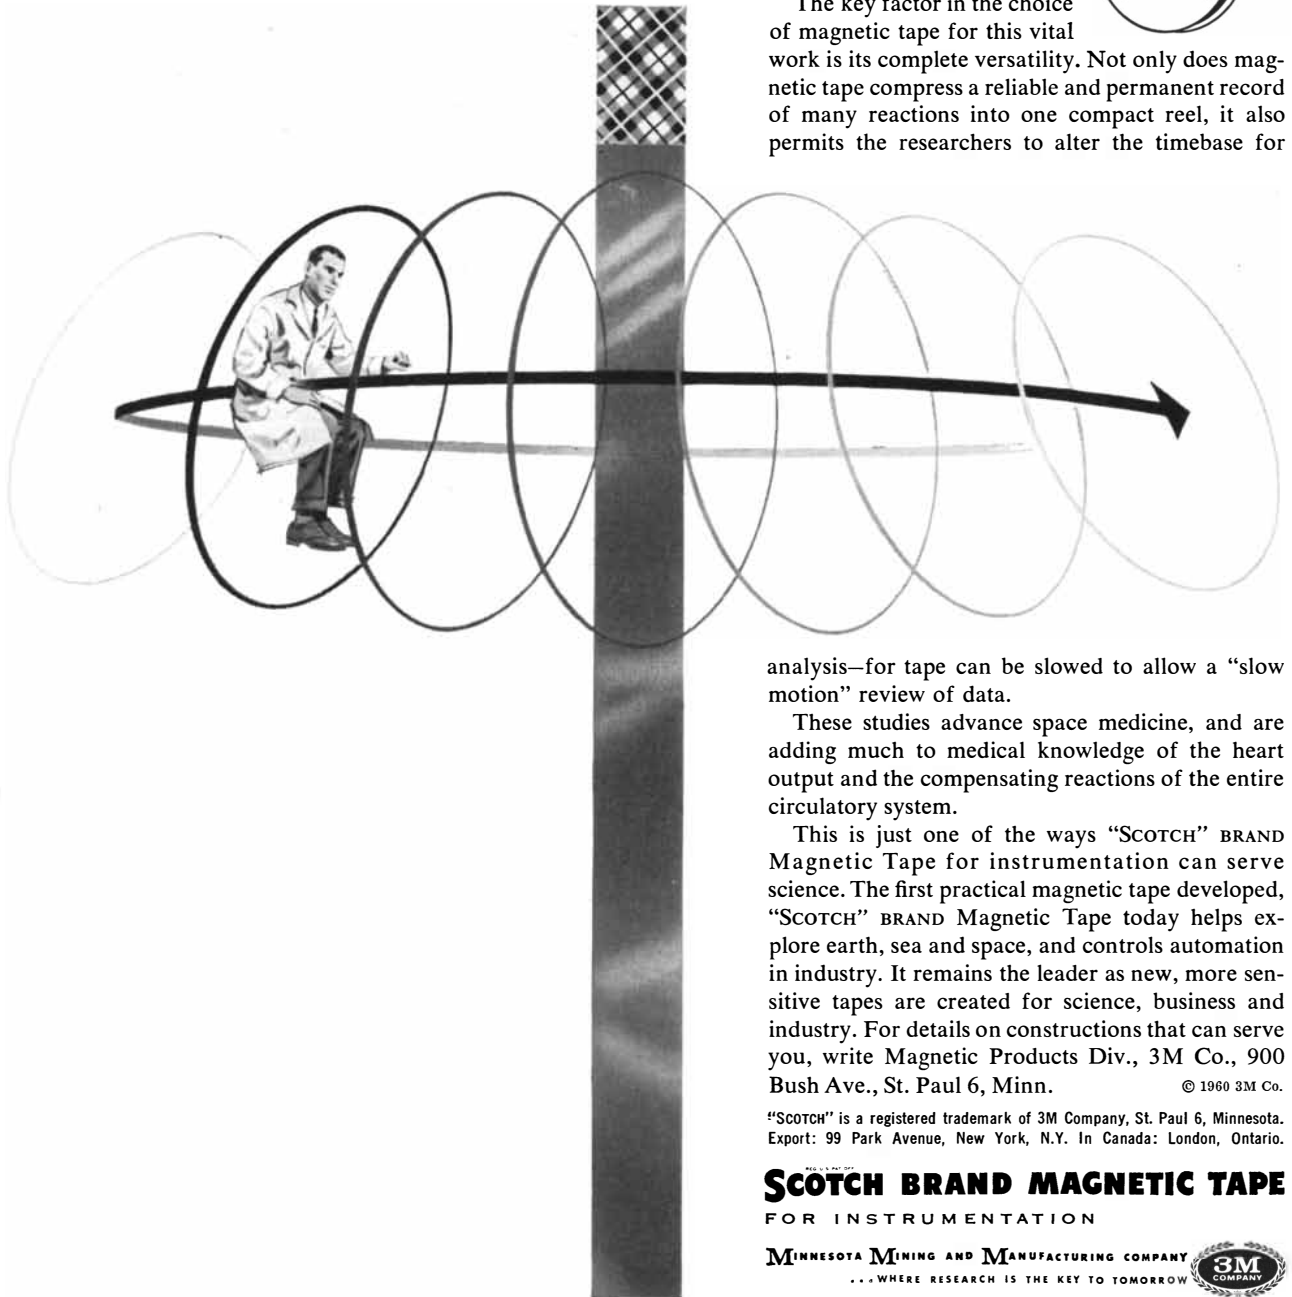 The key factor in the choice
of magnetic tape for this vital
work is its complete versatility. Not only does mag-
netic tape compress a reliable and permanent record
of many reactions into one compact reel, it also
permits the researchers to alter the timebase for
analysis—for tape can be slowed to allow a “slow
motion” review of data.
These studies advance space medicine, and are
adding much to medical knowledge of the heart
output and the compensating reactions of the entire
circulatory system.
This is just one of the ways “SCOTCH” BRAND
Magnetic Tape for instrumentation can serve
science. The first practical magnetic tape developed,
“SCOTCH” BRAND Magnetic Tape today helps ex-
plore earth, sea and space, and controls automation
in industry. It remains the leader as new, more sen-
sitive tapes are created for science, business and
industry. For details on constructions that can serve
you, write Magnetic Products Div., 3M Co., 900
Bush Ave., St. Paul 6, Minn. © 1960 3M Co.
“SCOTCH” is a registered trademark of 3M Company, St. Paul 6, Minnesota.
Export: 99 Park Avenue, New York, N.Y. In Canada: London, Ontario.
REG. U.S. PAT. OFF.
SCOTCH BRAND MAGNETIC TAPE
FOR INSTRUMENTATION
MINNESOTA MINING AND MANUFACTURING COMPANY
...WHERE RESEARCH IS THE KEY TO TOMORROW
3M
COMPANY